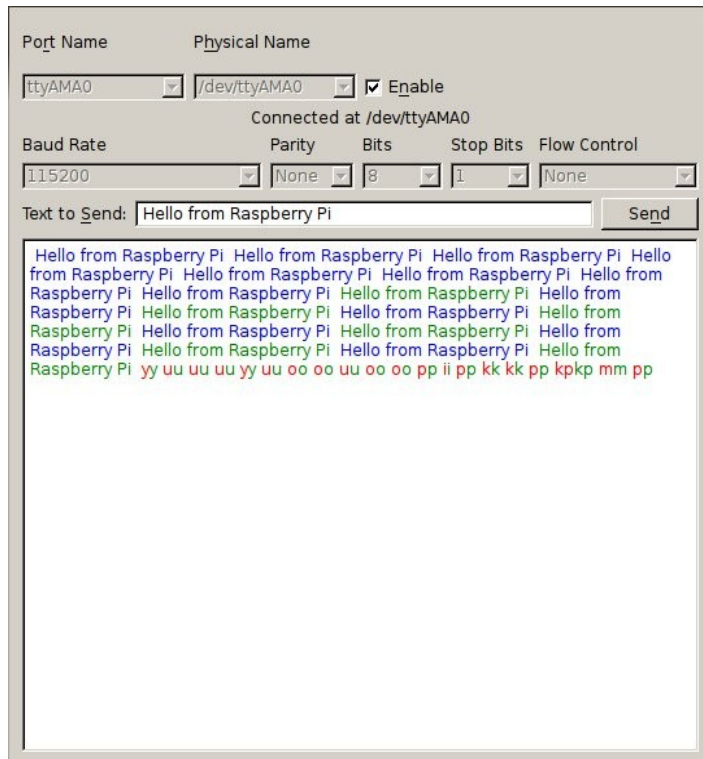 Port Name Physical Name
ttyAMA0 /dev/ttyAMA0 Enable
Connected at /dev/ttyAMA0
Baud Rate Parity Bits Stop Bits Flow Control
115200 None 8 1 None
Text to Send: Hello from Raspberry Pi Send
Hello from Raspberry Pi Hello from Raspberry Pi Hello from Raspberry Pi Hello
from Raspberry Pi Hello from Raspberry Pi Hello from Raspberry Pi Hello from
Raspberry Pi Hello from Raspberry Pi Hello from Raspberry Pi Hello from
Raspberry Pi Hello from Raspberry Pi Hello from Raspberry Pi Hello from
Raspberry Pi Hello from Raspberry Pi Hello from Raspberry Pi Hello from
Raspberry Pi Hello from Raspberry Pi Hello from Raspberry Pi Hello from
Raspberry Pi yy uu uu uu yy uu oo oo uu oo oo pp ii pp kk kk pp kpkp mm pp